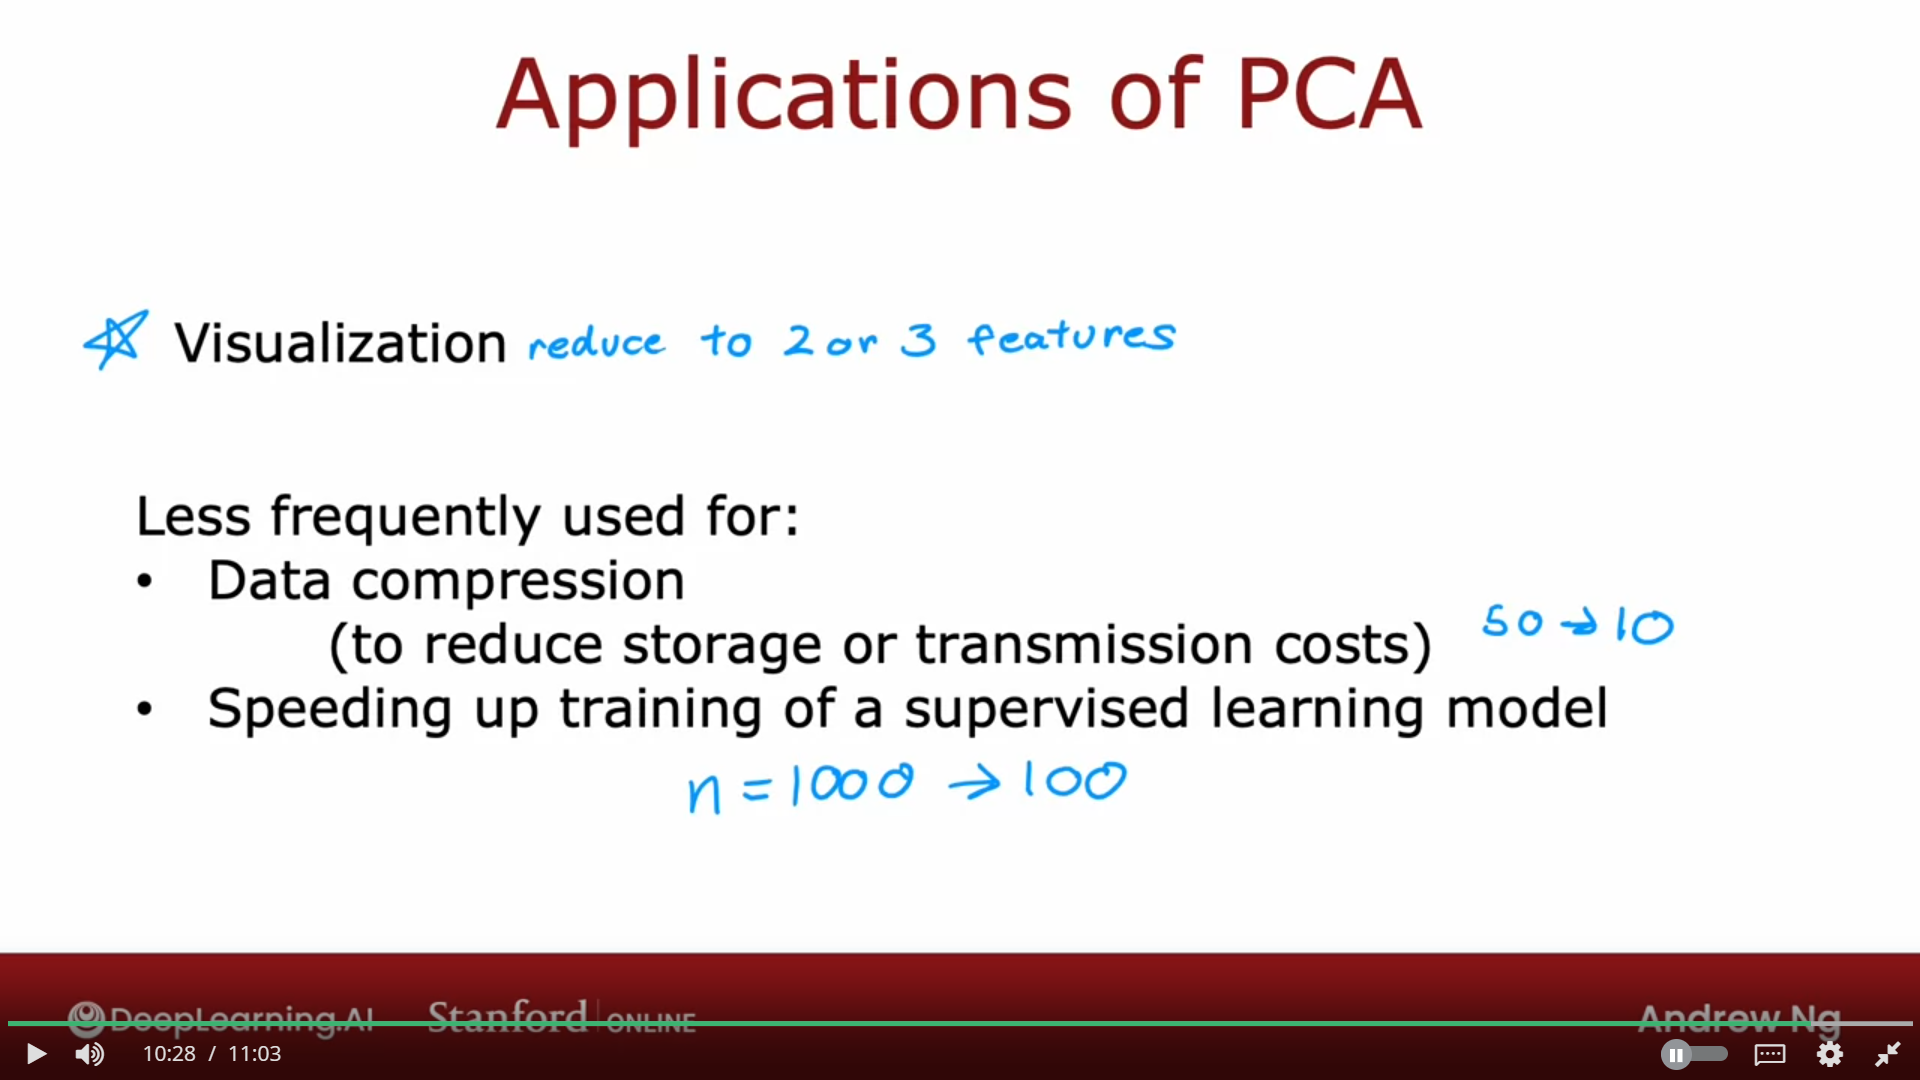 Applications of PCA
Visualization reduce to 2 or 3 features
Less frequently used for:
• Data compression
(to reduce storage or transmission costs) 50 → 10
• Speeding up training of a supervised learning model
n = 1000 → 100
DeepLearning.AI Stanford | ONLINE Andrew Ng
10:28 / 11:03